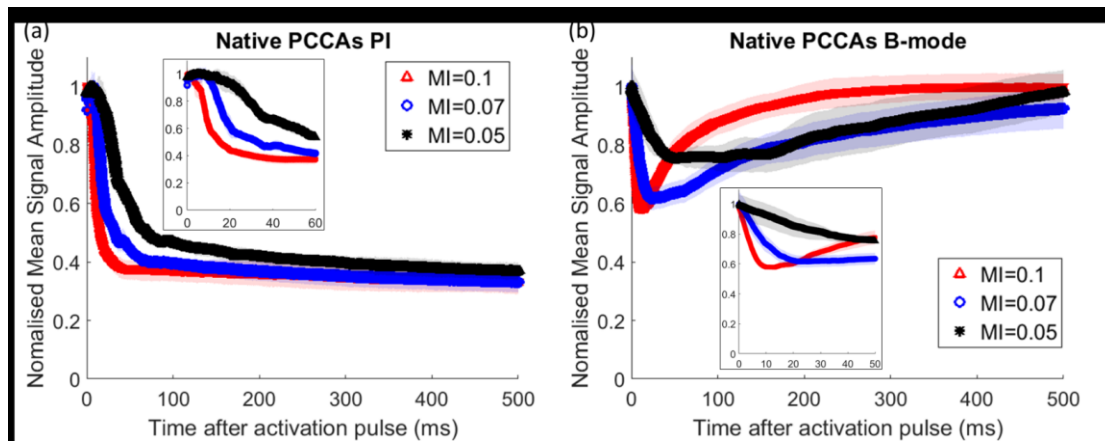 (a)
Native PCCAs PI
Nomalised Mean Signal Amplitude
1
0.8
0.6
0.4
0.2
0
0 100 200 300 400 500
Time after activation pulse (ms)
1
0.8
0.6
0.4
0.2
0
0 20 40 60
MI=0.1
MI=0.07
MI=0.05
(b)
Native PCCAs B-mode
Nomalised Mean Signal Amplitude
1
0.8
0.6
0.4
0.2
0
0 100 200 300 400 500
Time after activation pulse (ms)
1
0.8
0.6
0.4
0.2
0
0 10 20 30 40 50
MI=0.1
MI=0.07
MI=0.05